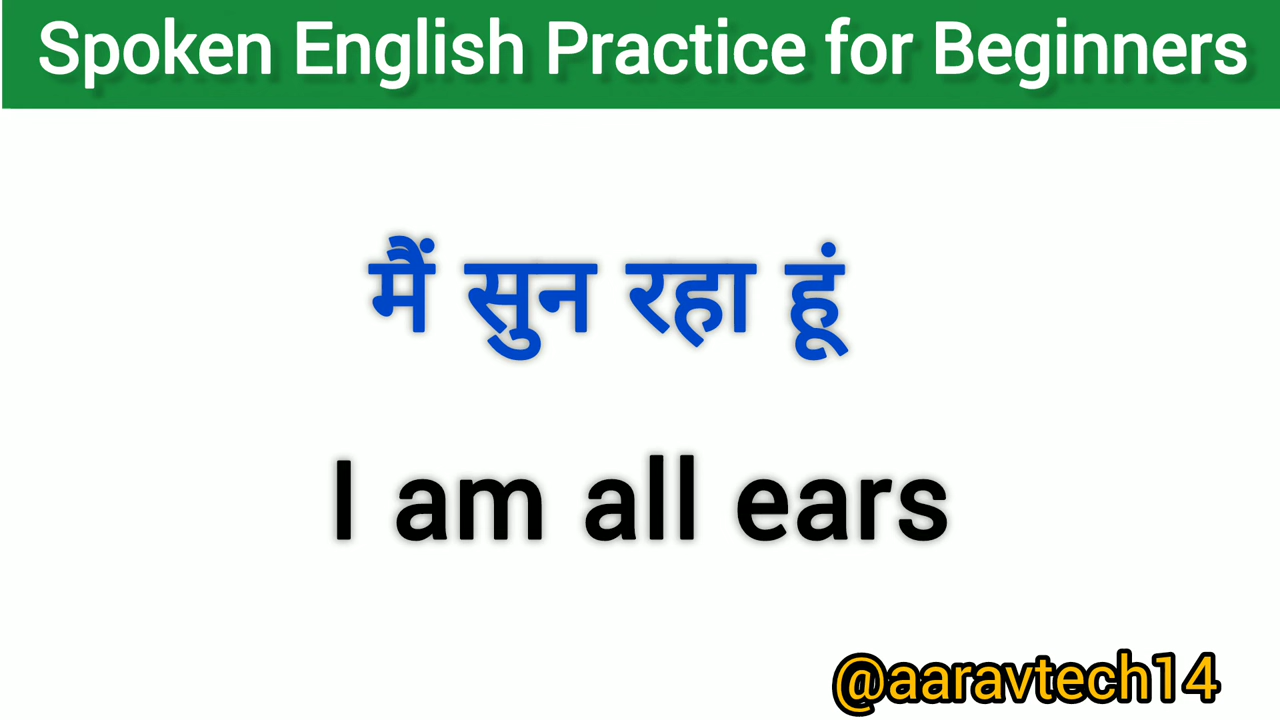 Spoken English Practice for Beginners
मैं सुन रहा हूं
I am all ears
@aaravtech14